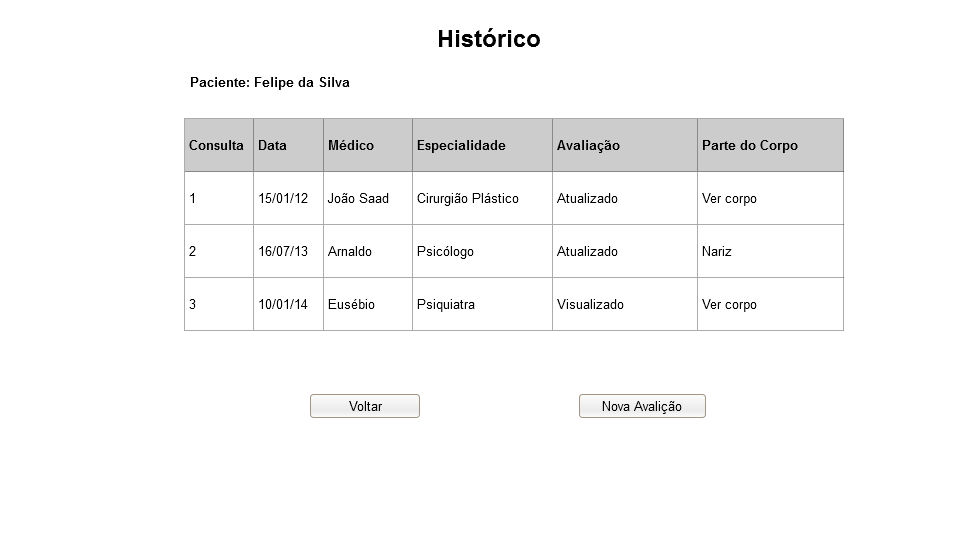 Histórico
Paciente: Felipe da Silva
Consulta Data Médico Especialidade Avaliação Parte do Corpo
1 15/01/12 João Saad Cirurgião Plástico Atualizado Ver corpo
2 16/07/13 Arnaldo Psicólogo Atualizado Nariz
3 10/01/14 Eusébio Psiquiatra Visualizado Ver corpo
Voltar Nova Avalição